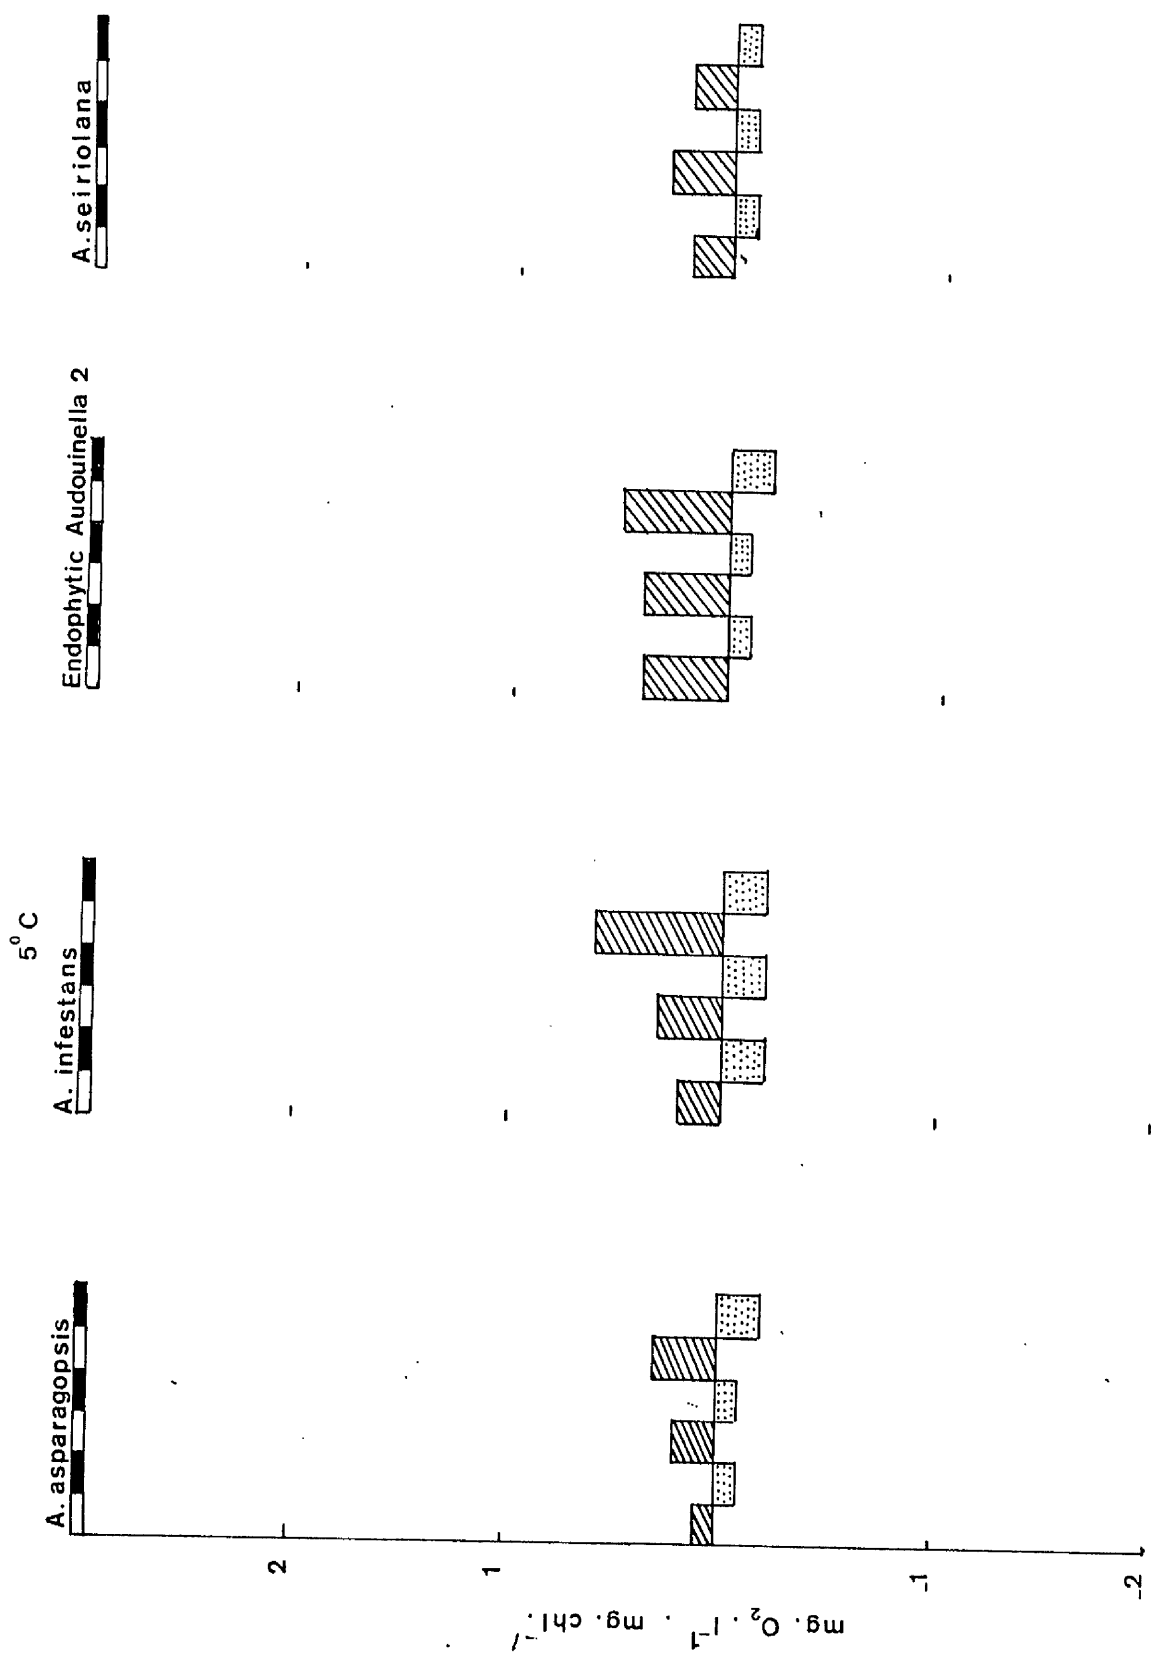 5° C
A. asparagopsis
A. infestans
Endophytic Audouinella 2
A. seiriolana
2
1
-1
-2
mg. O₂. l⁻¹ . mg. chl.⁻¹